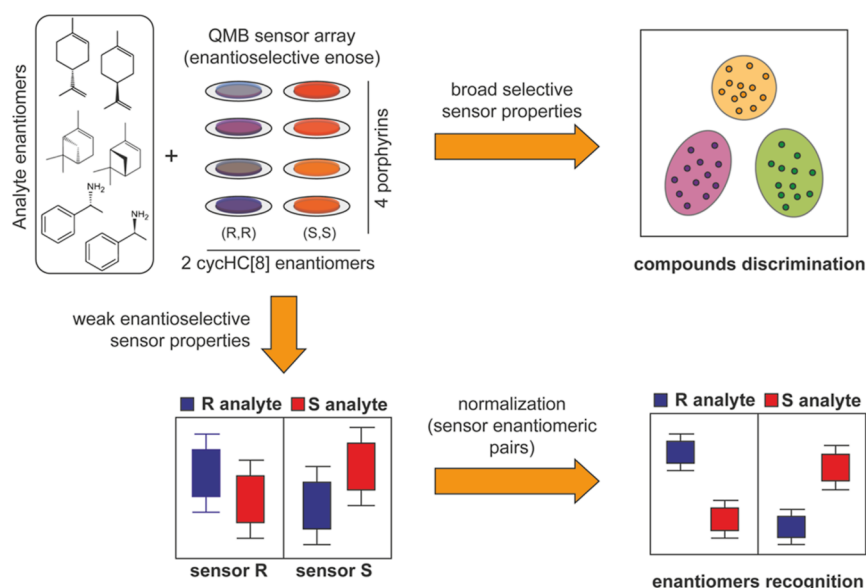 Analyte enantiomers
NH₂
NH₂
+
QMB sensor array
(enantioselective enose)
(R,R)
(S,S)
4 porphyrins
2 cycHC[8] enantiomers
broad selective
sensor properties
compounds discrimination
weak enantioselective
sensor properties
R analyte
S analyte
sensor R
sensor S
normalization
(sensor enantiomeric
pairs)
R analyte
S analyte
enantiomers recognition